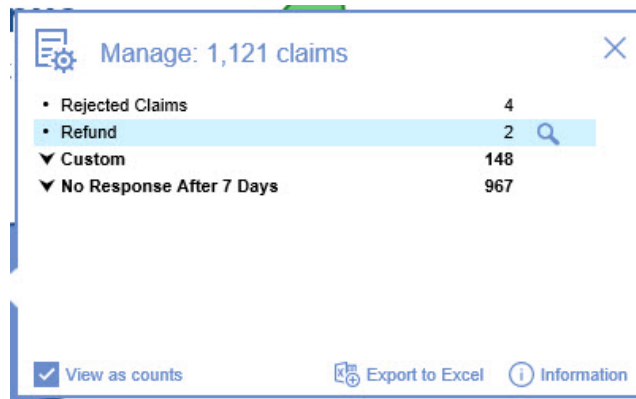 Manage: 1,121 claims
• Rejected Claims 4
• Refund 2
Custom 148
No Response After 7 Days 967
View as counts Export to Excel Information